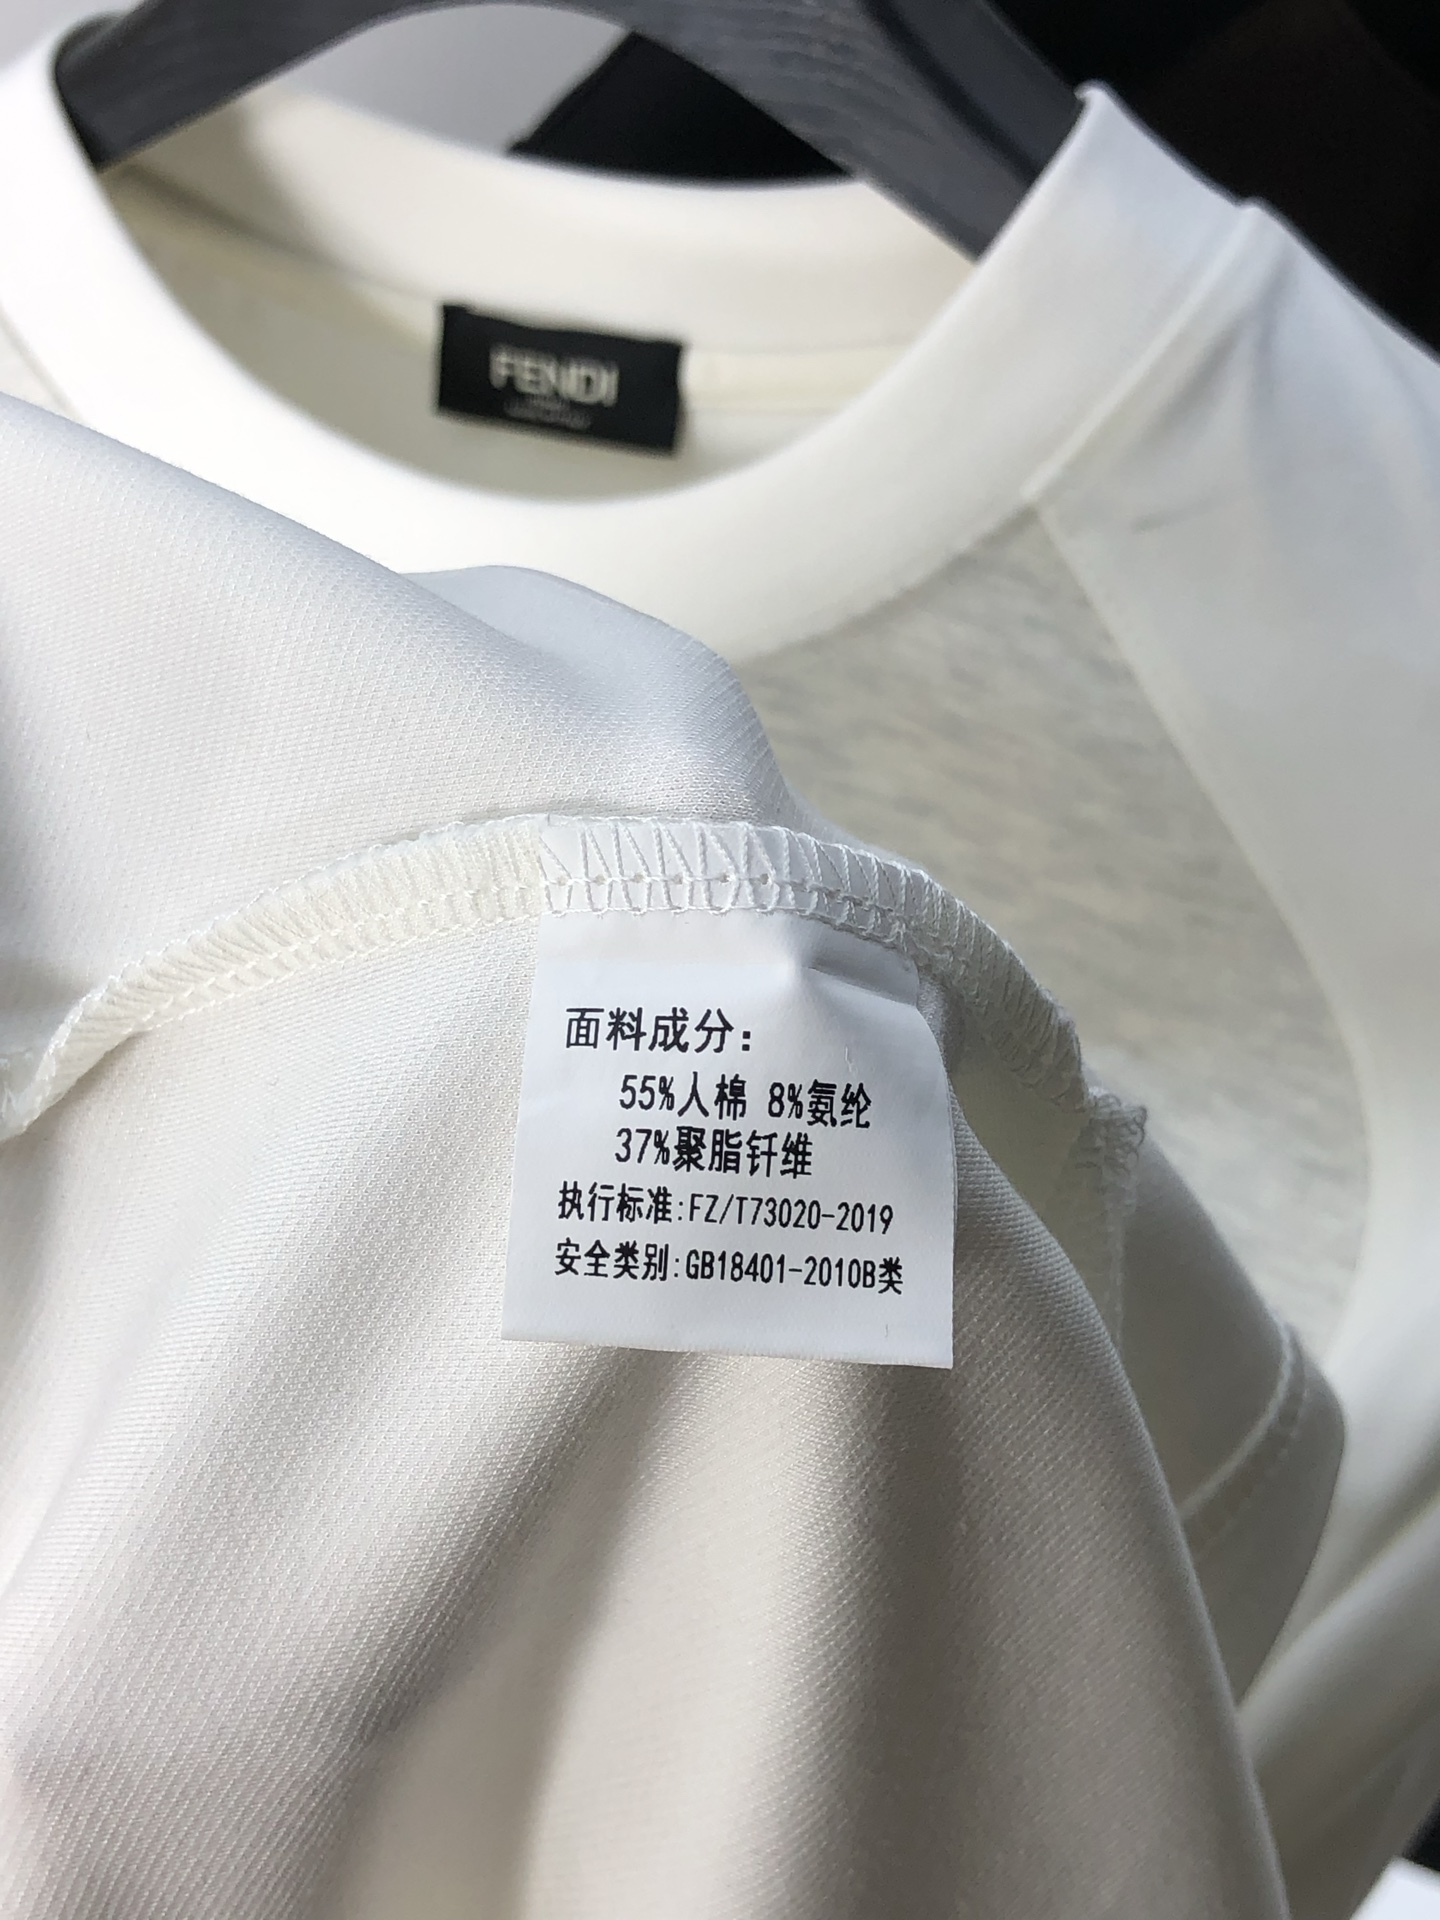 FENDI
面料成分:
55%人棉 8%氨纶
37%聚脂钎维
执行标准:FZ/T73020-2019
安全类别:GB18401-2010B类